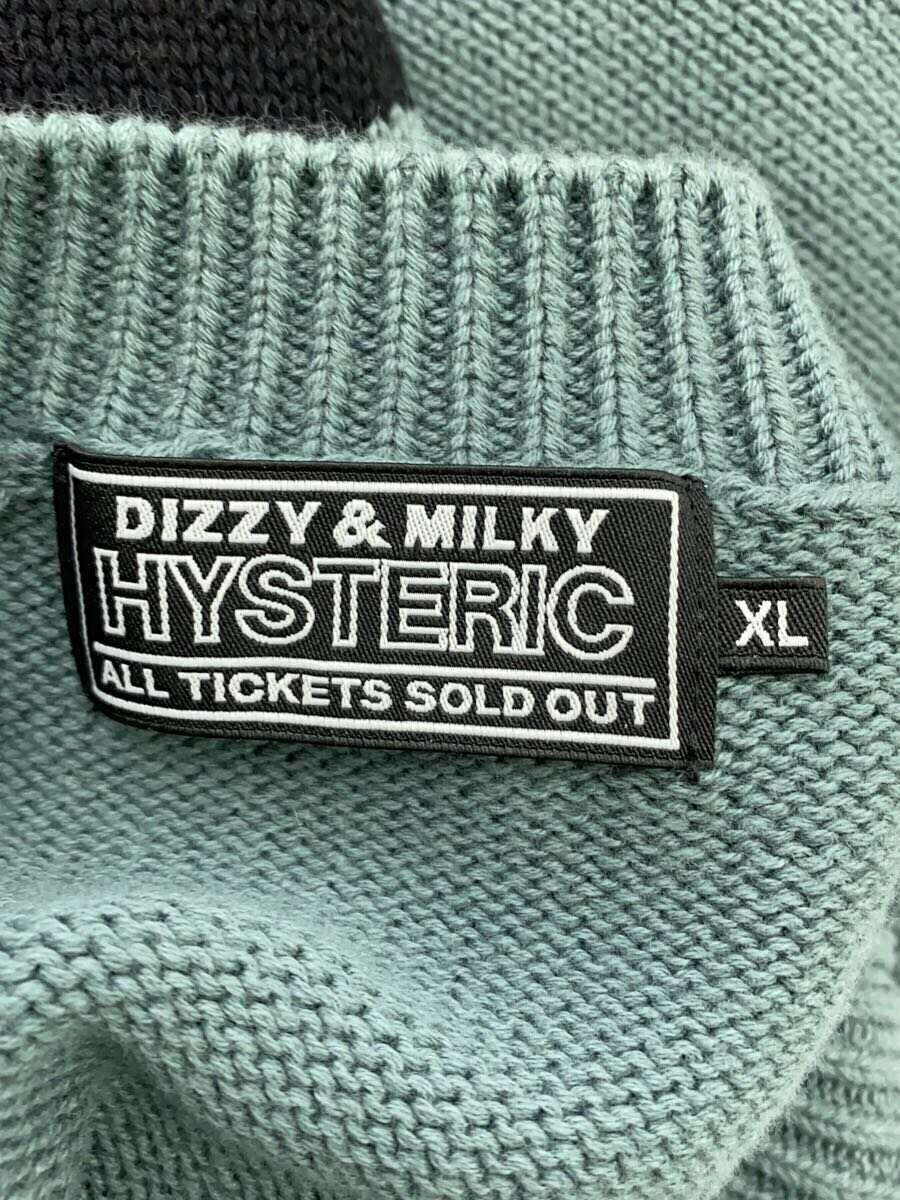 DIZZY & MILKY
HYSTERIC
ALL TICKETS SOLD OUT
XL